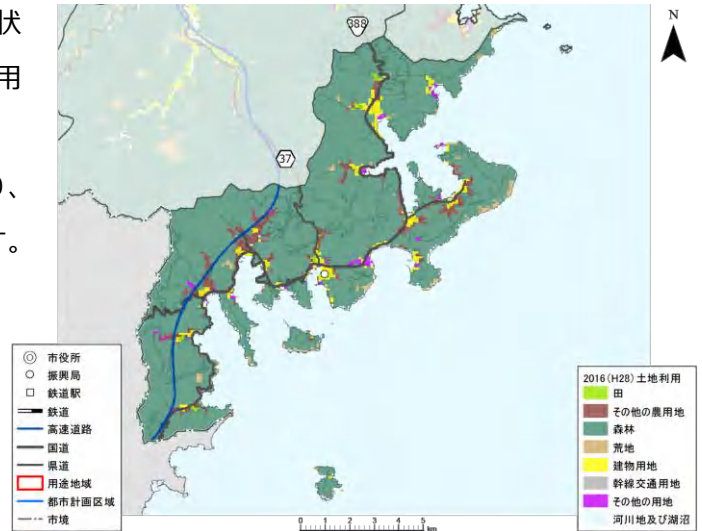 状
用
、
。
388
N
37
市役所
振興局
鉄道駅
鉄道
高速道路
国道
県道
用途地域
都市計画区域
市境
2016(H28)土地利用
田
その他の農用地
森林
荒地
建物用地
幹線交通用地
その他の用地
河川地及び湖沼
0 1 2 3 4 5
km